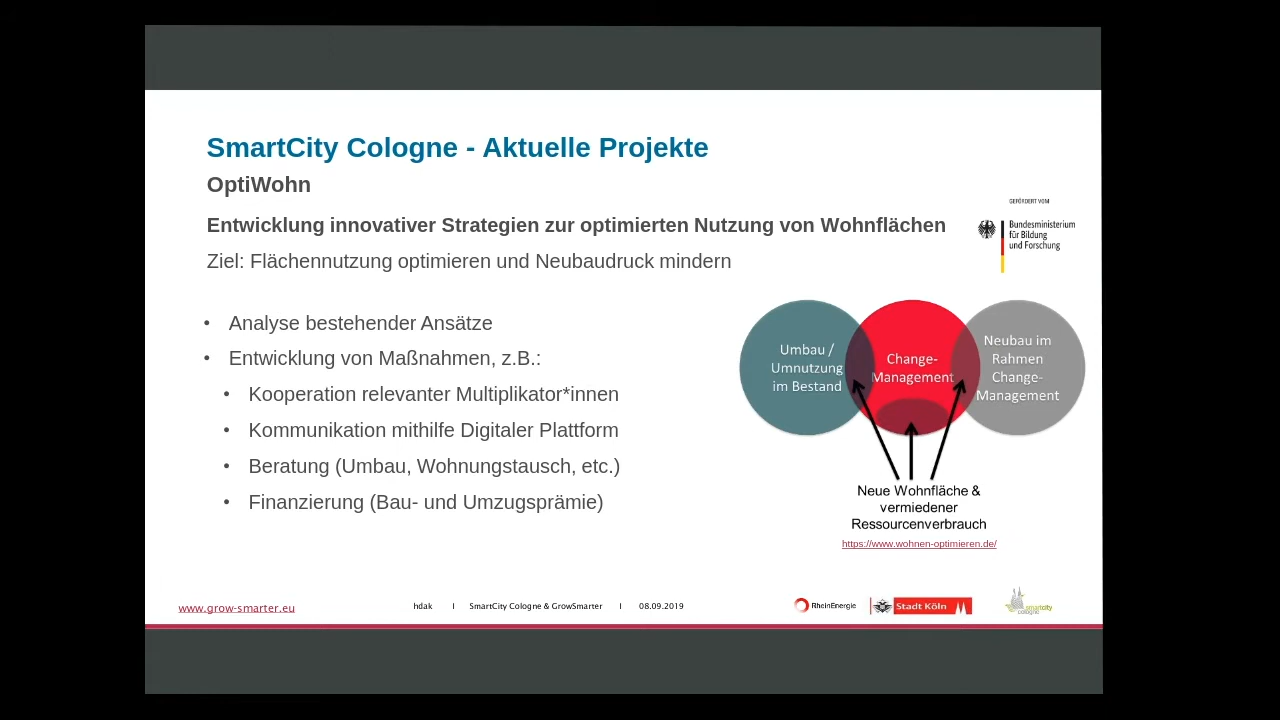 SmartCity Cologne - Aktuelle Projekte
OptiWohn
Entwicklung innovativer Strategien zur optimierten Nutzung von Wohnflächen
Ziel: Flächennutzung optimieren und Neubaudruck mindern
GEFÖRDERT VOM
Bundesministerium
für Bildung
und Forschung
• Analyse bestehender Ansätze
• Entwicklung von Maßnahmen, z.B.:
• Kooperation relevanter Multiplikator*innen
• Kommunikation mithilfe Digitaler Plattform
• Beratung (Umbau, Wohnungstausch, etc.)
• Finanzierung (Bau- und Umzugsprämie)
Umbau /
Umnutzung
im Bestand
Change-
Management
Neubau im
Rahmen
Change-
Management
Neue Wohnfläche &
vermiedener
Ressourcenverbrauch
https://www.wohnen-optimieren.de/
www.grow-smarter.eu
hdak I SmartCity Cologne & GrowSmarter I 08.09.2019
RheinEnergie
Stadt Köln
smartcity
cologne